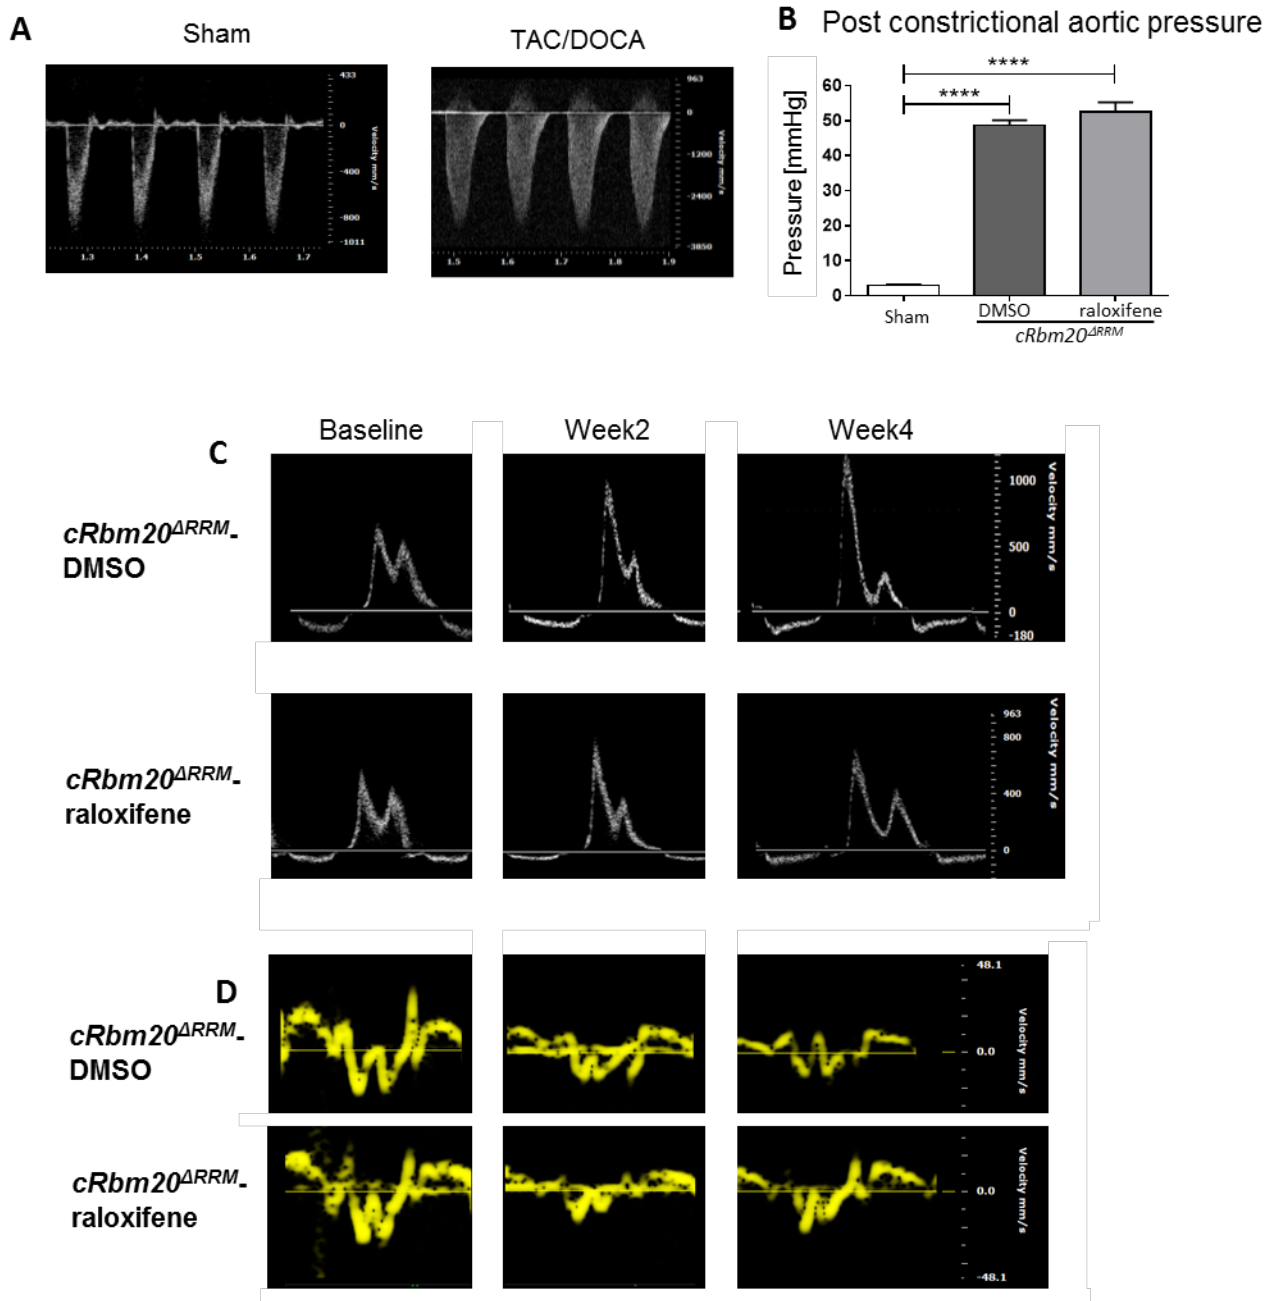 A
Sham
TAC/DOCA
433
0
-400
-800
-1011
Velocity mm/s
1.3
1.4
1.5
1.6
1.7
963
0
-1200
-2400
-3850
Velocity mm/s
1.5
1.6
1.7
1.8
1.9
B
Post constrictional aortic pressure
Pressure [mmHg]
60
50
40
30
20
10
0
****
****
Sham
DMSO
raloxifene
cRbm20ΔRRM
C
Baseline
Week2
Week4
cRbm20ΔRRM-
DMSO
1000
500
0
-180
Velocity mm/s
cRbm20ΔRRM-
raloxifene
963
800
400
0
Velocity mm/s
D
cRbm20ΔRRM-
DMSO
48.1
0.0
Velocity mm/s
cRbm20ΔRRM-
raloxifene
0.0
-48.1
Velocity mm/s